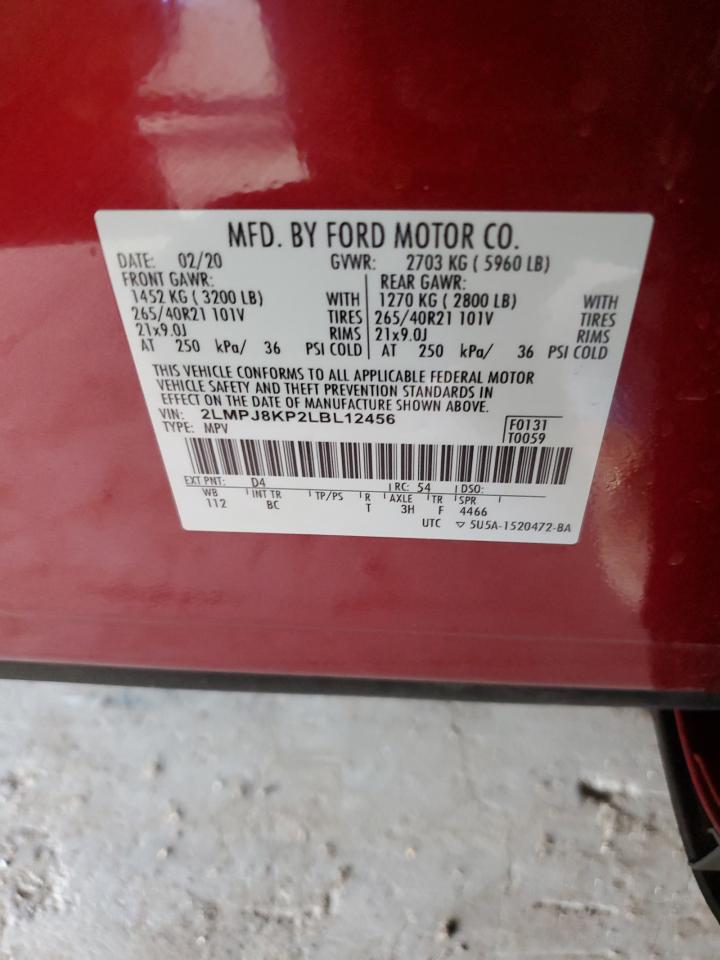 MFD. BY FORD MOTOR CO.
DATE: 02/20 GVWR: 2703 KG ( 5960 LB)
FRONT GAWR: REAR GAWR:
1452 KG ( 3200 LB) WITH 1270 KG ( 2800 LB) WITH
265/40R21 101V TIRES 265/40R21 101V TIRES
21x9.0J RIMS 21x9.0J RIMS
AT 250 kPa/ 36 PSI COLD AT 250 kPa/ 36 PSI COLD
THIS VEHICLE CONFORMS TO ALL APPLICABLE FEDERAL MOTOR
VEHICLE SAFETY AND THEFT PREVENTION STANDARDS IN
EFFECT ON THE DATE OF MANUFACTURE SHOWN ABOVE.
VIN: 2LMPJ8KP2LBL12456 F0131
TYPE: MPV T0059
EXT PNT: D4 RC: 54 DSO:
WB INT TR TP/PS R AXLE TR SPR
112 BC T 3H F 4466
UTC ▽ 5U5A-1520472-BA